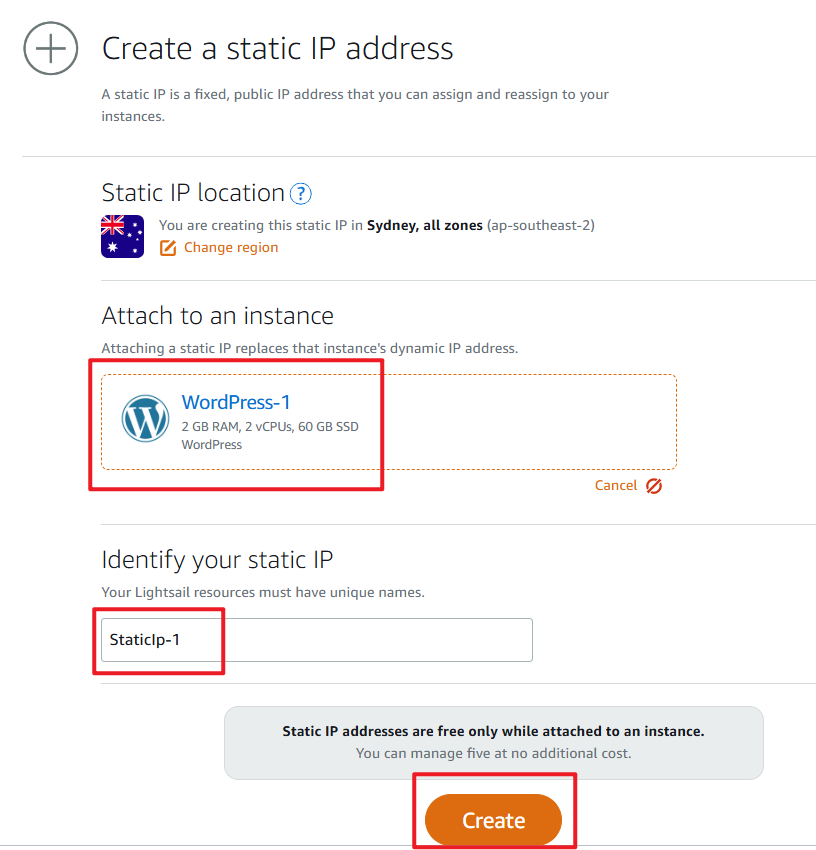 Create a static IP address
A static IP is a fixed, public IP address that you can assign and reassign to your
instances.
Static IP location ?
You are creating this static IP in Sydney, all zones (ap-southeast-2)
Change region
Attach to an instance
Attaching a static IP replaces that instance's dynamic IP address.
WordPress-1
2 GB RAM, 2 vCPUs, 60 GB SSD
WordPress
Cancel
Identify your static IP
Your Lightsail resources must have unique names.
StaticIp-1
Static IP addresses are free only while attached to an instance.
You can manage five at no additional cost.
Create